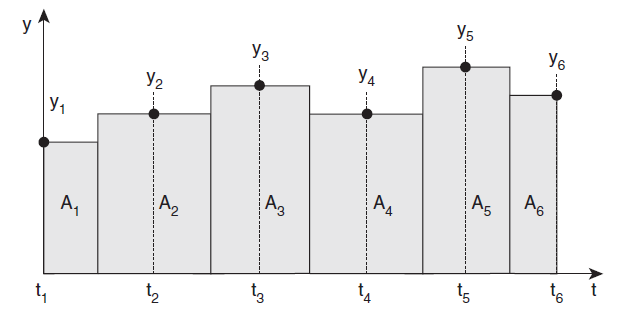 y
y₁
y₂
y₃
y₄
y₅
y₆
A₁
A₂
A₃
A₄
A₅
A₆
t₁
t₂
t₃
t₄
t₅
t₆
t